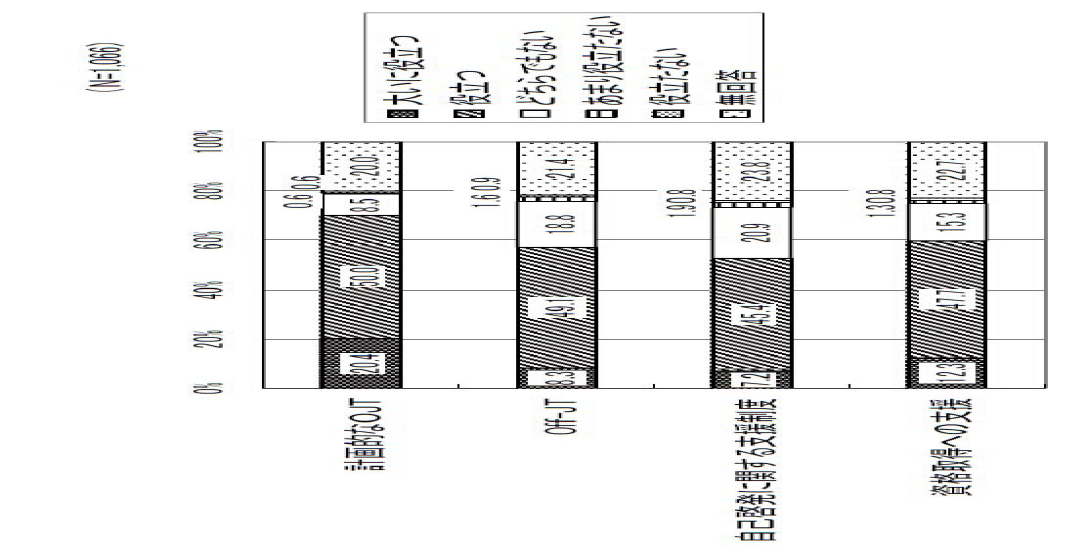 (N=1,066)
大いに役立つ
役立つ
どちらでもない
あまり役立たない
役立たない
無回答
0% 20% 40% 60% 80% 100%
計画的なOJT
20.4 50.0 8.5 0.6 0.6 20.0
Off-JT
8.3 49.1 18.8 1.6 0.9 21.4
自己啓発に関する支援制度
7.2 45.4 20.9 1.9 0.8 23.8
資格取得への支援
12.3 47.7 15.3 1.3 0.8 22.7